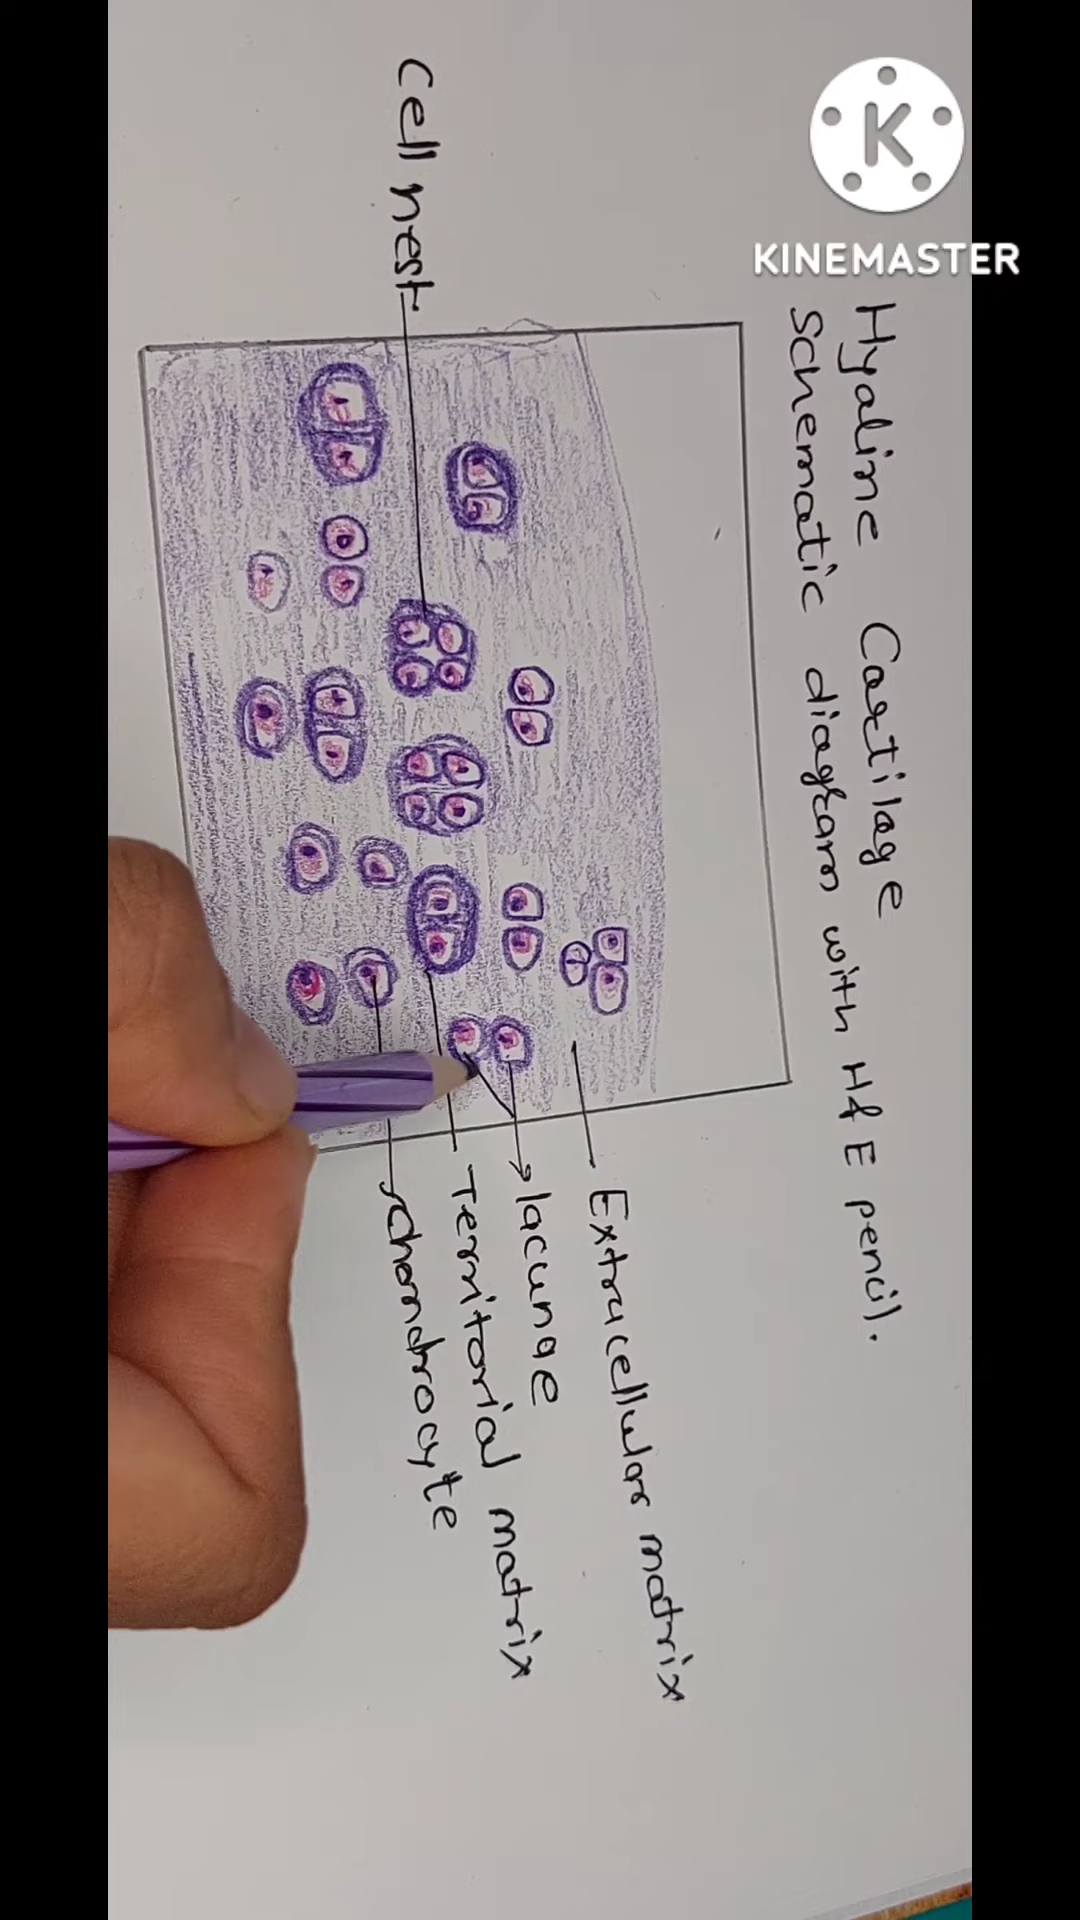 K
KINEMASTER
Hyaline Cartilage
Schematic diagram with H&E pencil.
Cell nest
Extracellular matrix
lacunae
Territorial matrix
chondrocyte